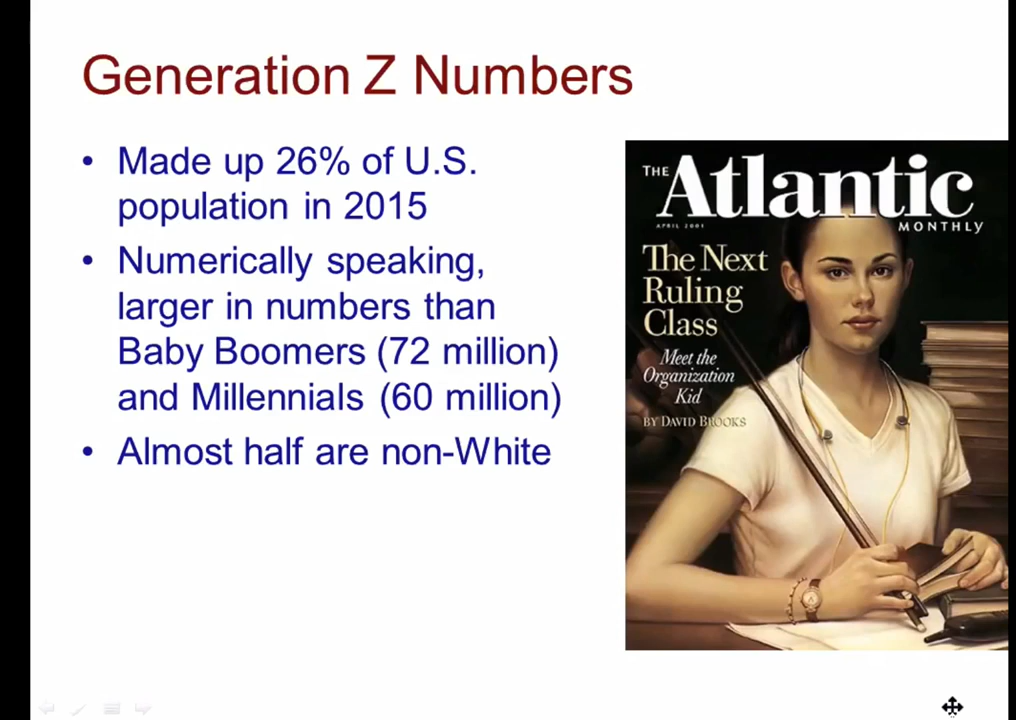 Generation Z Numbers
• Made up 26% of U.S.
population in 2015
• Numerically speaking,
larger in numbers than
Baby Boomers (72 million)
and Millennials (60 million)
• Almost half are non-White
THE Atlantic
APRIL 2001
MONTHLY
The Next
Ruling
Class
Meet the
Organization
Kid
BY DAVID BROOKS